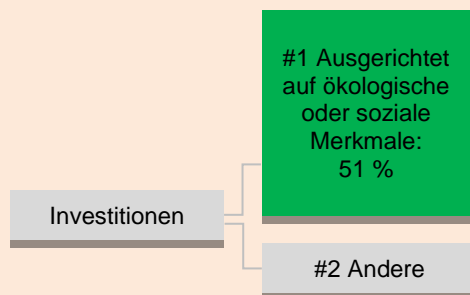 #1 Ausgerichtet
auf ökologische
oder soziale
Merkmale:
51 %
Investitionen
#2 Andere